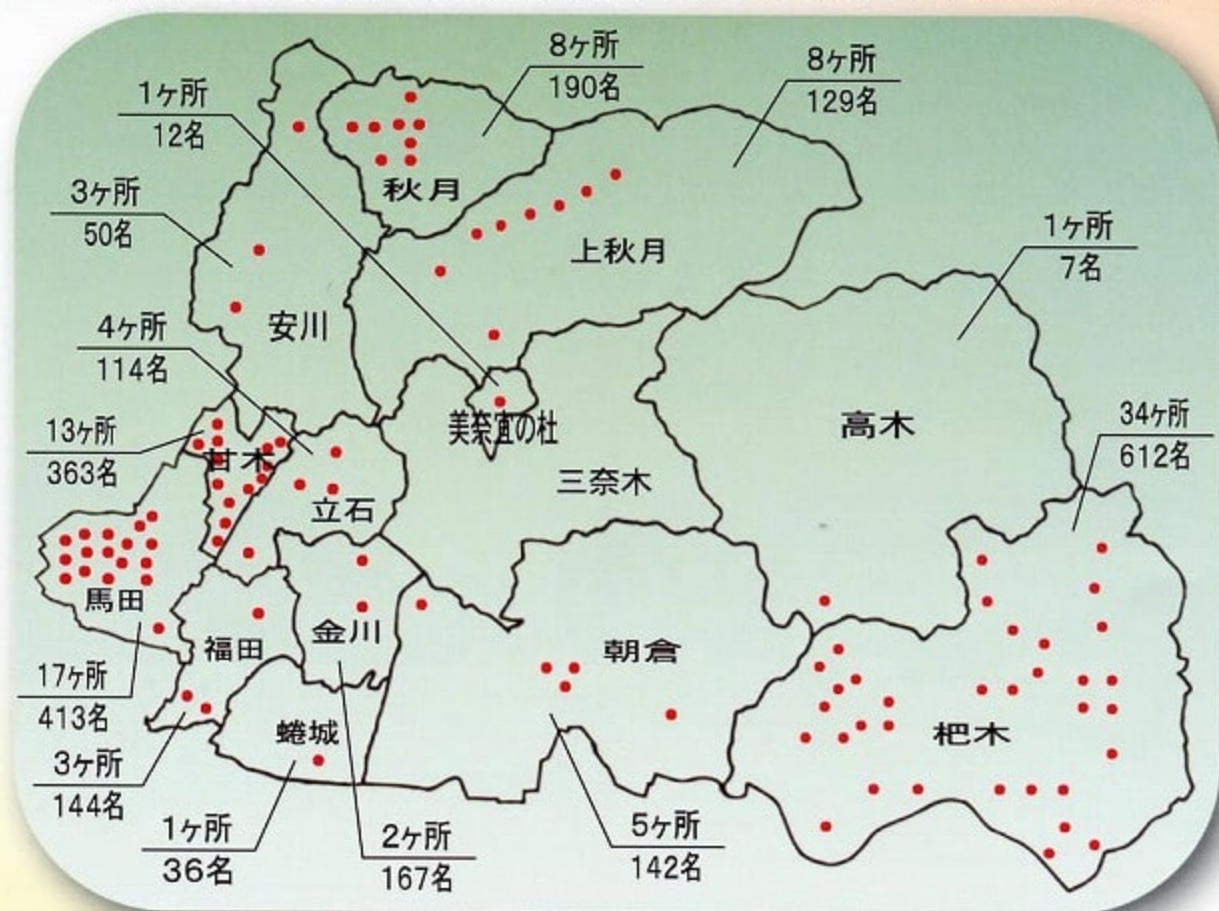 8ヶ所
190名
8ヶ所
129名
1ヶ所
12名
秋月
3ヶ所
50名
上秋月
1ヶ所
7名
安川
4ヶ所
114名
美奈宜の杜
高木
34ヶ所
612名
13ヶ所
363名
甘木
三奈木
立石
馬田
福田
金川
朝倉
17ヶ所
413名
蜷城
杷木
3ヶ所
144名
1ヶ所
36名
2ヶ所
167名
5ヶ所
142名